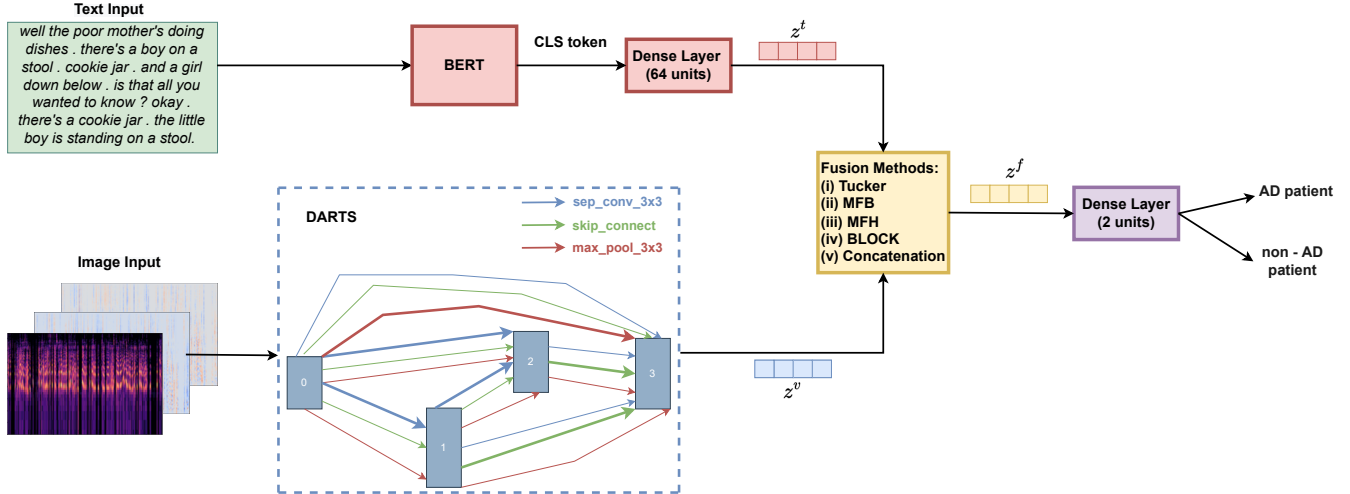 Text Input
well the poor mother's doing
dishes . there's a boy on a
stool . cookie jar . and a girl
down below . is that all you
wanted to know ? okay .
there's a cookie jar . the little
boy is standing on a stool.
BERT
CLS token
Dense Layer
(64 units)
z^t
Fusion Methods:
(i) Tucker
(ii) MFB
(iii) MFH
(iv) BLOCK
(v) Concatenation
z^f
Dense Layer
(2 units)
AD patient
non - AD
patient
Image Input
DARTS
sep_conv_3x3
skip_connect
max_pool_3x3
0
1
2
3
z^v